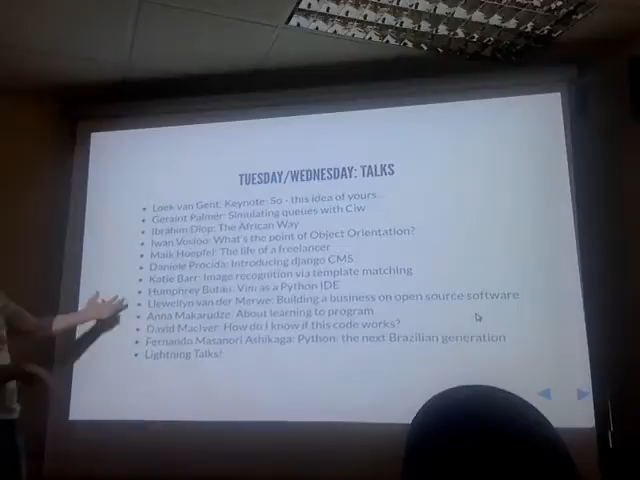 TUESDAY/WEDNESDAY: TALKS
Loek van Gent: Keynote: So - this idea of yours...
Geraint Palmer: Simulating queues with Ciw
Ibrahim Diop: The African Way
Iwan Vosloo: What's the point of Object Orientation?
Maik Hoepfel: The life of a freelancer
Daniele Procida: Introducing django CMS
Katie Barr: Image recognition via template matching
Humphrey Butau: Vim as a Python IDE
Llewellyn van der Merwe: Building a business on open source software
Anna Makarudze: About learning to program
David MacIver: How do I know if this code works?
Fernando Masanori Ashikaga: Python: the next Brazilian generation
Lightning Talks!